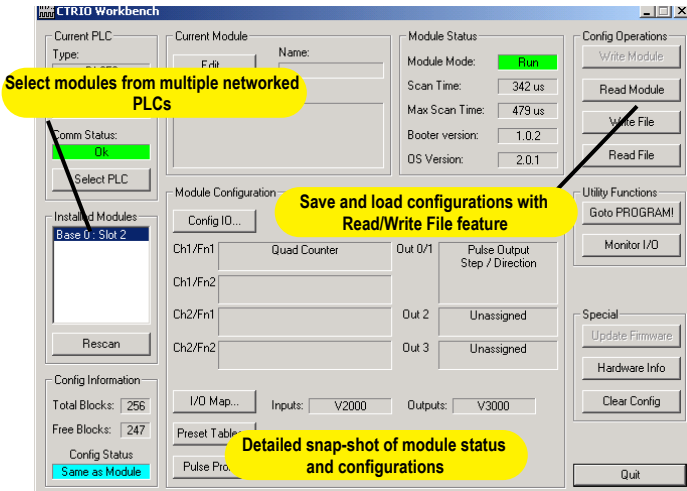 CTRIO Workbench
Current PLC
Type:
Select modules from multiple networked
PLCs
Comm Status:
Ok
Select PLC
Installed Modules
Base 0 : Slot 2
Rescan
Config Information
Total Blocks: 256
Free Blocks: 247
Config Status
Same as Module
Current Module
Edit
Name:
Module Status
Module Mode: Run
Scan Time: 342 us
Max Scan Time: 479 us
Booter version: 1.0.2
OS Version: 2.0.1
Config Operations
Write Module
Read Module
Write File
Read File
Module Configuration
Save and load configurations with
Read/Write File feature
Config IO...
Ch1/Fn1 Quad Counter Out 0/1 Pulse Output
Step / Direction
Ch1/Fn2
Ch2/Fn1 Out 2 Unassigned
Ch2/Fn2 Out 3 Unassigned
I/O Map... Inputs: V2000 Outputs: V3000
Preset Tables
Pulse Pro
Detailed snap-shot of module status
and configurations
Utility Functions
Goto PROGRAM!
Monitor I/O
Special
Update Firmware
Hardware Info
Clear Config
Quit